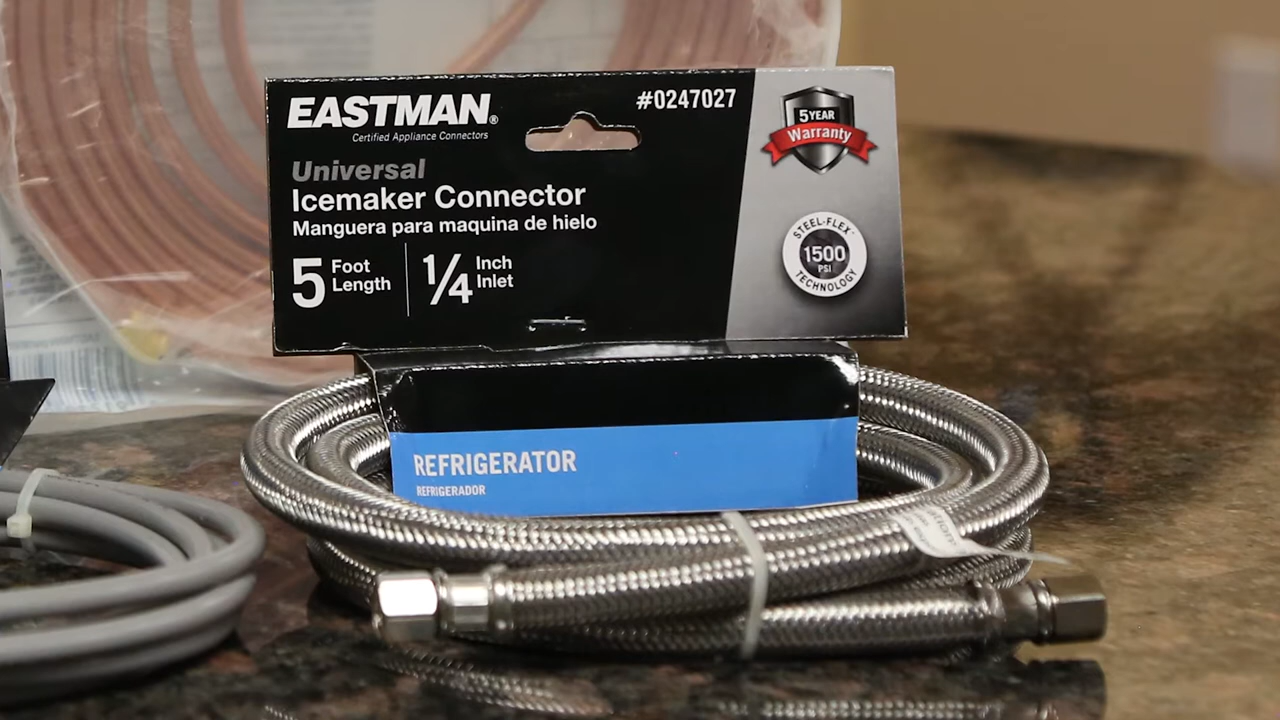 EASTMAN®
Certified Appliance Connectors
#0247027
5 YEAR
Warranty
Universal
Icemaker Connector
Manguera para maquina de hielo
5 Foot Length
1/4 Inch Inlet
STEEL-FLEX
1500
PSI
TECHNOLOGY
REFRIGERATOR
REFRIGERADOR